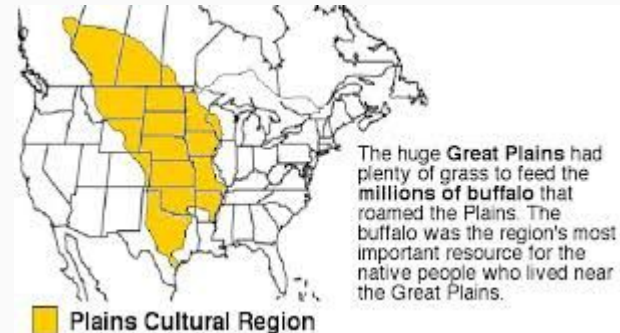 The huge Great Plains had
plenty of grass to feed the
millions of buffalo that
roamed the Plains. The
buffalo was the region's most
important resource for the
native people who lived near
the Great Plains.
Plains Cultural Region